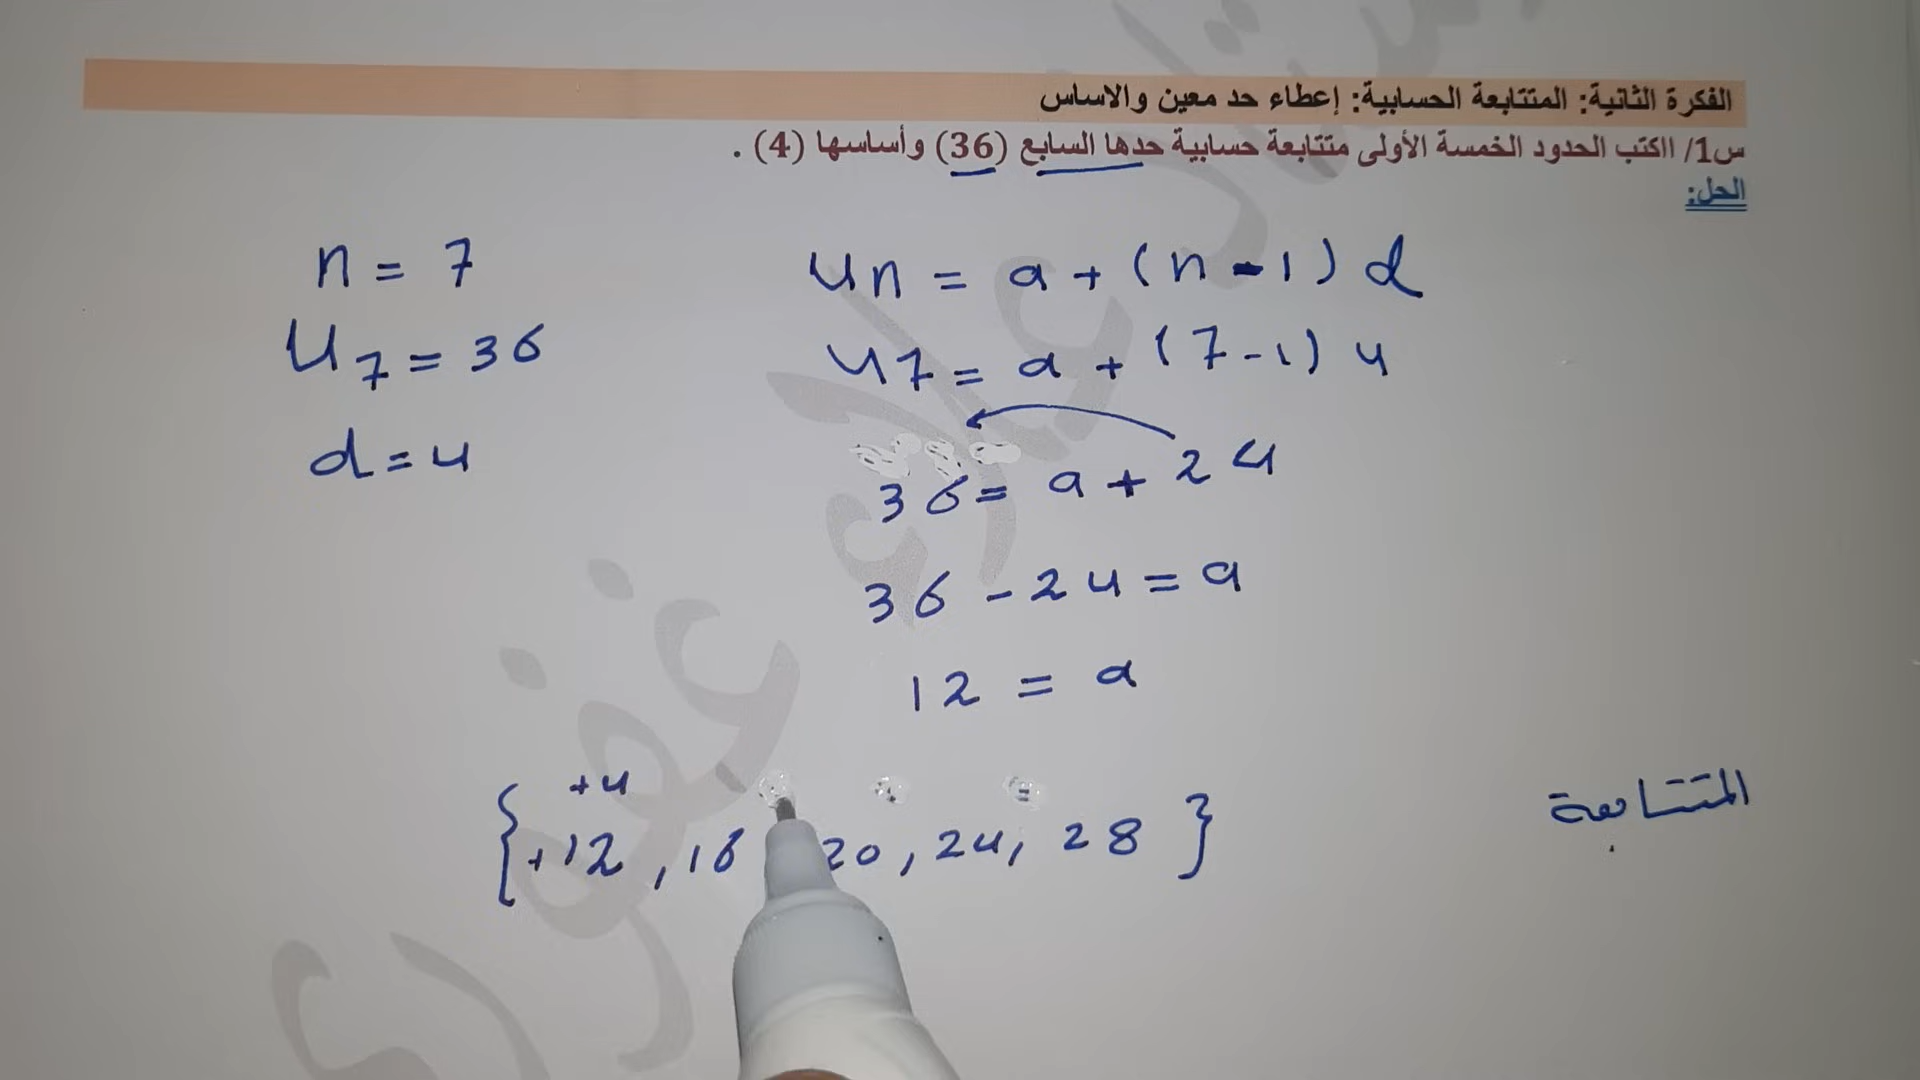 الفكرة الثانية: المتتابعة الحسابية: إعطاء حد معين والاساس
س1/ ااكتب الحدود الخمسة الأولى متتابعة حسابية حدها السابع (36) وأساسها (4) .
الحل:
n = 7
U7 = 36
d = 4
Un = a + (n - 1) d
U7 = a + (7 - 1) 4
36 = a + 24
36 - 24 = a
12 = a
المتتابعة
+4
{ +12 , 16 20 , 24 , 28 }